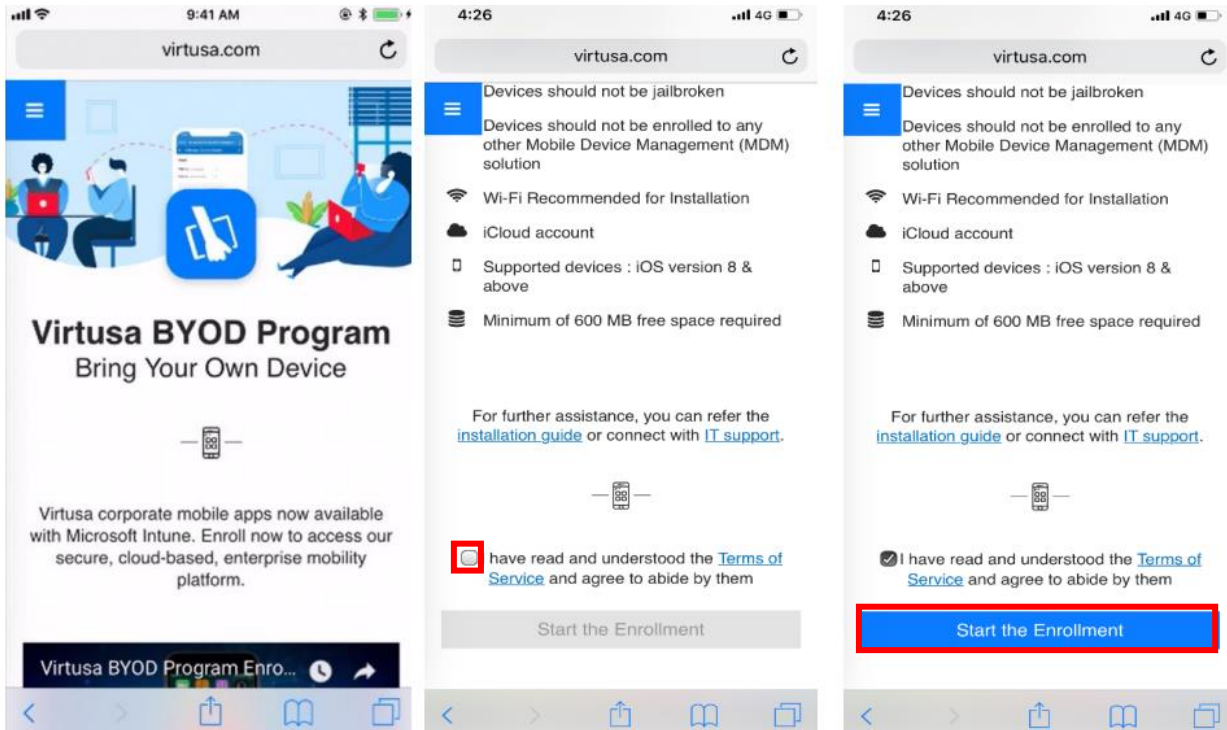 9:41 AM
virtusa.com
Virtusa BYOD Program
Bring Your Own Device
Virtusa corporate mobile apps now available
with Microsoft Intune. Enroll now to access our
secure, cloud-based, enterprise mobility
platform.
Virtusa BYOD Program Enro...
4:26
4G
virtusa.com
Devices should not be jailbroken
Devices should not be enrolled to any
other Mobile Device Management (MDM)
solution
Wi-Fi Recommended for Installation
iCloud account
Supported devices : iOS version 8 &
above
Minimum of 600 MB free space required
For further assistance, you can refer the
installation guide or connect with IT support.
have read and understood the Terms of
Service and agree to abide by them
Start the Enrollment
4:26
4G
virtusa.com
Devices should not be jailbroken
Devices should not be enrolled to any
other Mobile Device Management (MDM)
solution
Wi-Fi Recommended for Installation
iCloud account
Supported devices : iOS version 8 &
above
Minimum of 600 MB free space required
For further assistance, you can refer the
installation guide or connect with IT support.
I have read and understood the Terms of
Service and agree to abide by them
Start the Enrollment